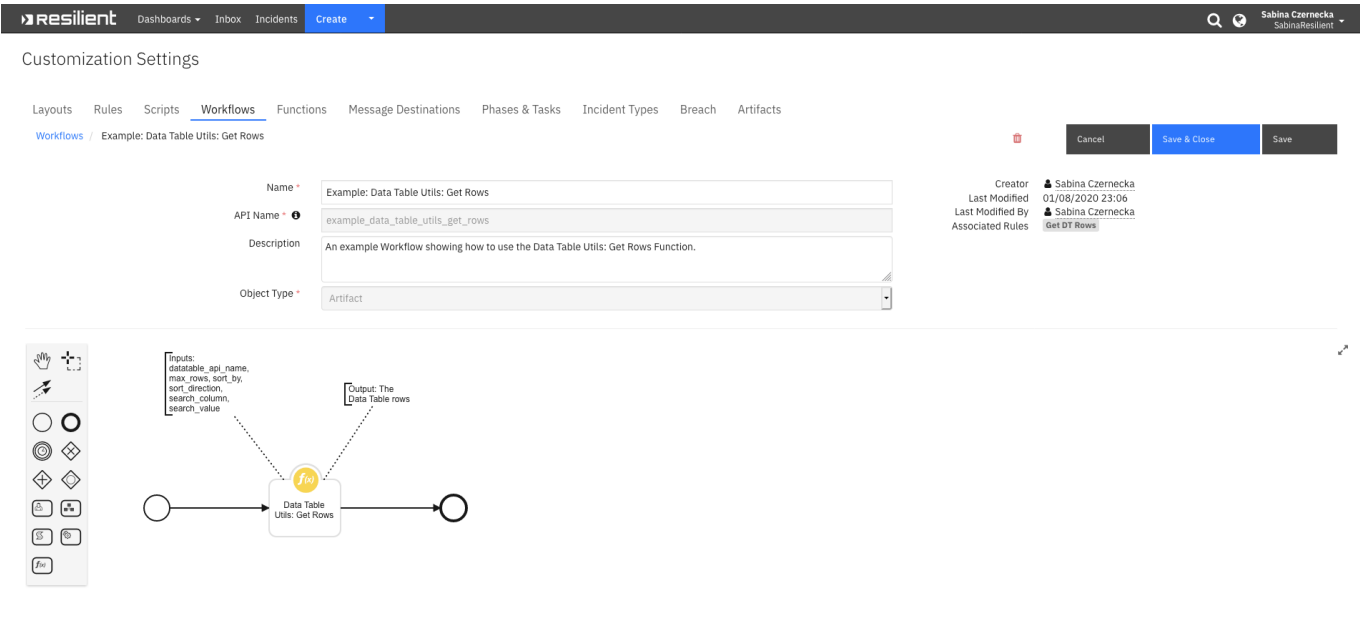 Resilient Dashboards Inbox Incidents Create Sabina Czernecka
SabinaResilient
Customization Settings
Layouts Rules Scripts Workflows Functions Message Destinations Phases & Tasks Incident Types Breach Artifacts
Workflows / Example: Data Table Utils: Get Rows
Cancel Save & Close Save
Name * Example: Data Table Utils: Get Rows
API Name * example_data_table_utils_get_rows
Description An example Workflow showing how to use the Data Table Utils: Get Rows Function.
Object Type * Artifact
Creator Sabina Czernecka
Last Modified 01/08/2020 23:06
Last Modified By Sabina Czernecka
Associated Rules Get DT Rows
Inputs:
datatable_api_name,
max_rows, sort_by,
sort_direction,
search_column,
search_value
Output: The
Data Table rows
f(x)
Data Table
Utils: Get Rows
f(x)